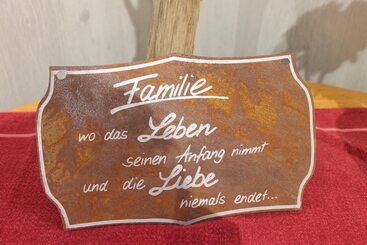 Familie
wo das Leben
seinen Anfang nimmt
und die Liebe
niemals endet...